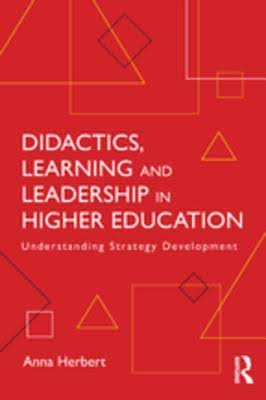 DIDACTICS,
LEARNING AND
LEADERSHIP IN
HIGHER EDUCATION
Understanding Strategy Development
Anna Herbert
R